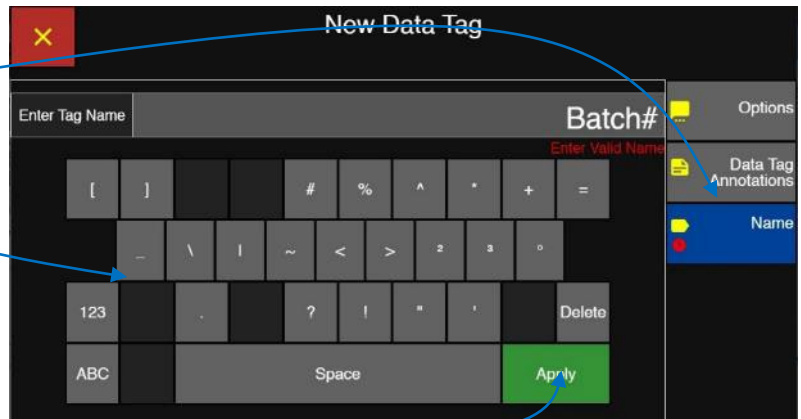 New Data Tag
Enter Tag Name
Batch#
Enter Valid Name
Options
Data Tag
Annotations
Name
[ ] # % ^ * + =
_ \ | ~ < > ² ³ °
123 . ? ! " ' Delete
ABC Space Apply